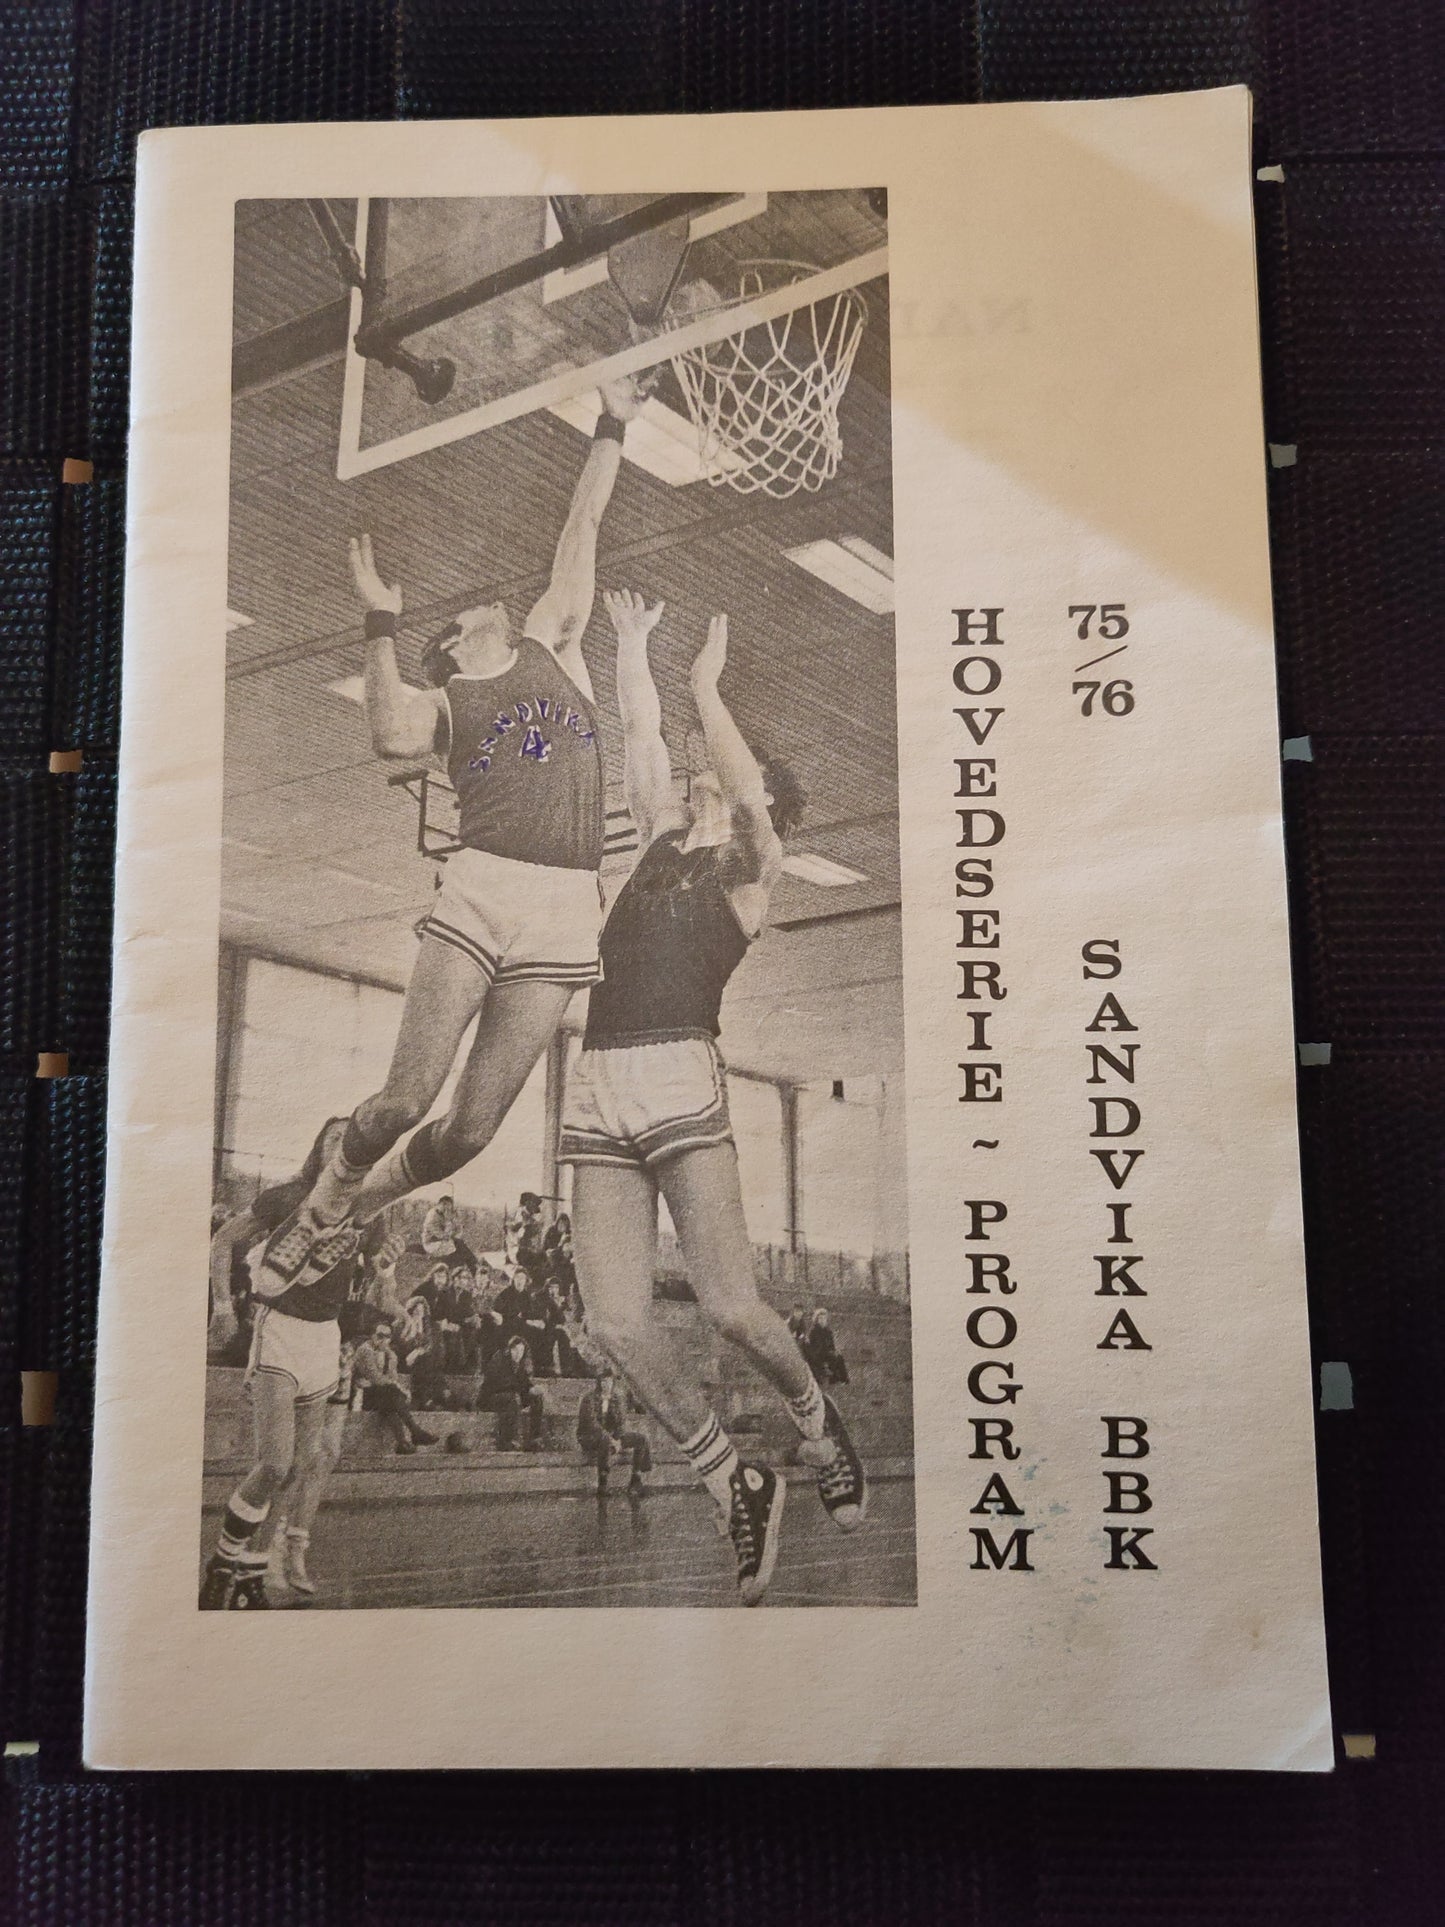 SANDVIKA
4
HOVEDSERIE ~ PROGRAM
75/76
SANDVIKA BBK